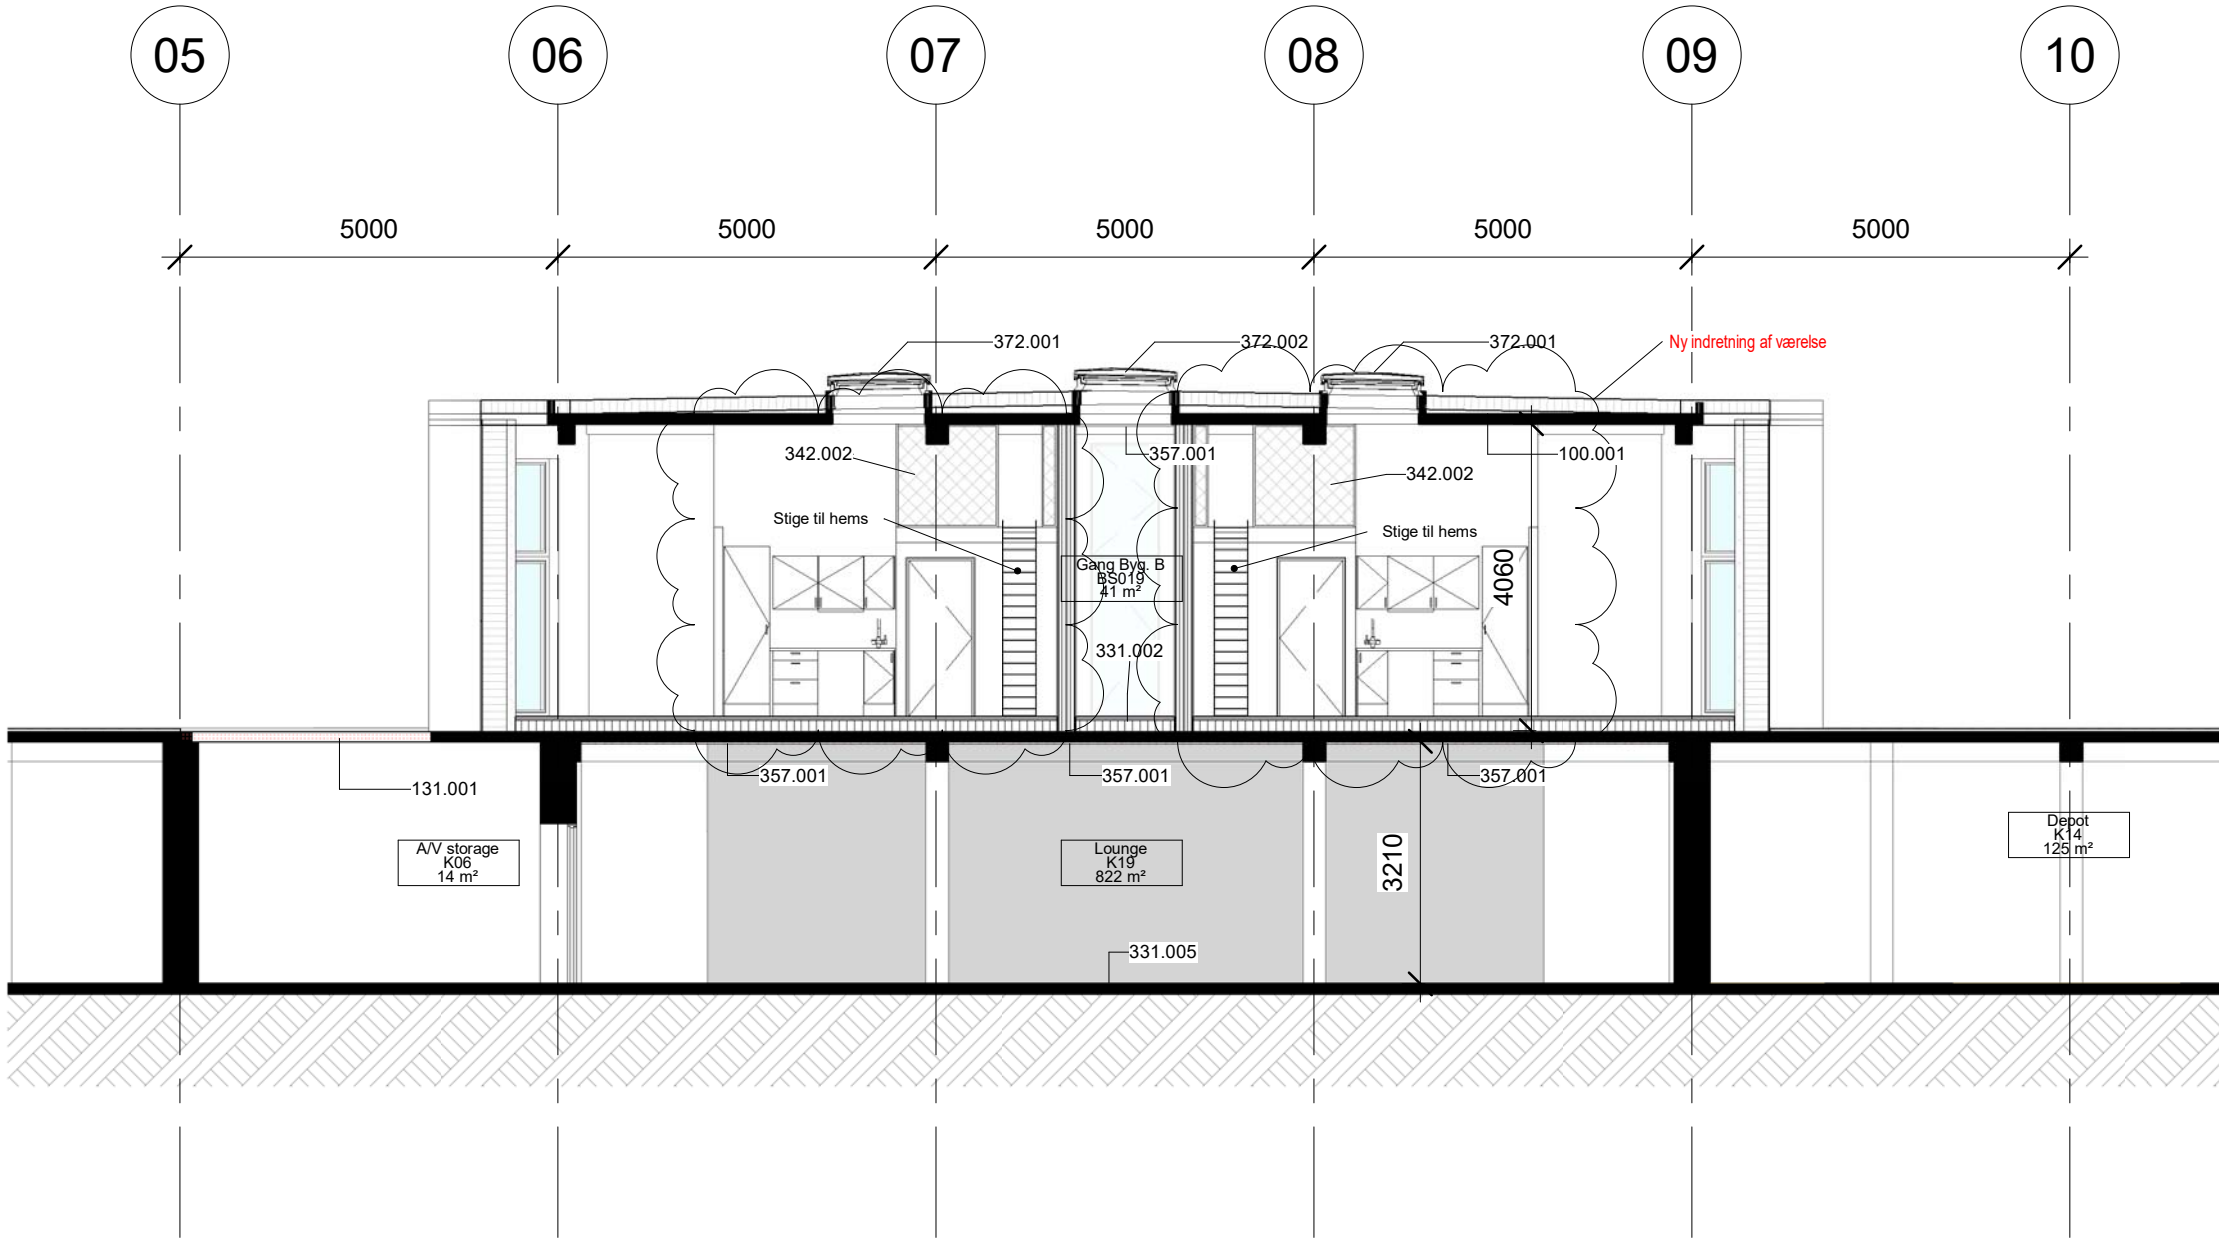 05
06
07
08
09
10
5000
5000
5000
5000
5000
372.001
372.002
372.001
Ny indretning af værelse
342.002
357.001
100.001
342.002
Stige til hems
Stige til hems
Gang Byg. B
BS019
41 m²
4060
331.002
357.001
357.001
357.001
131.001
A/V storage
K06
14 m²
Lounge
K19
822 m²
3210
Depot
K14
125 m²
331.005